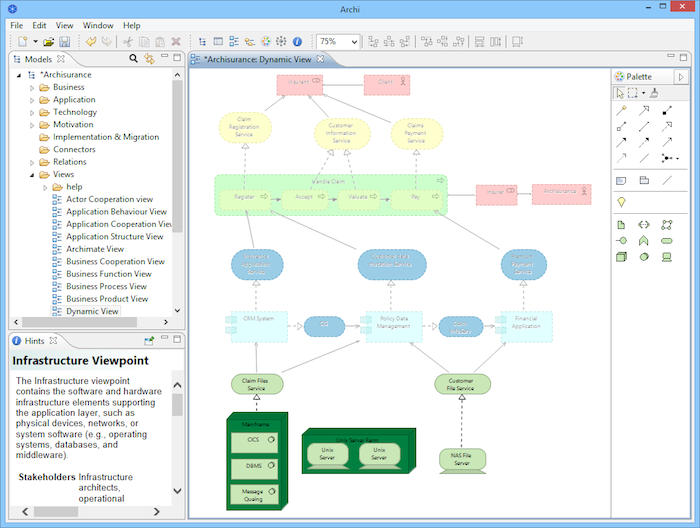 Archi
File Edit View Window Help
75%
Models
*Archisurance
Business
Application
Technology
Motivation
Implementation & Migration
Connectors
Relations
Views
help
Actor Cooperation view
Application Behaviour View
Application Cooperation View
Application Structure View
Archimate View
Business Cooperation View
Business Function View
Business Process View
Business Product View
Dynamic View
Hints
Infrastructure Viewpoint
The Infrastructure viewpoint
contains the software and hardware
infrastructure elements supporting
the application layer, such as
physical devices, networks, or
system software (e.g., operating
systems, databases, and
middleware).
Stakeholders Infrastructure
architects,
operational
*Archisurance: Dynamic View
Insurant
Client
Claim
Registration
Service
Customer
Information
Service
Claims
Payment
Service
Handle Claim
Register
Accept
Valuate
Pay
Insurer
Archisurance
Application
Service
Payment
Service
CRM System
Policy Data
Management
Financial
Application
Claim Files
Service
Customer
File Service
Mainframe
CICS
DBMS
Message
Queing
Unix Server Farm
Unix
Server
Unix
Server
NAS File
Server
Palette